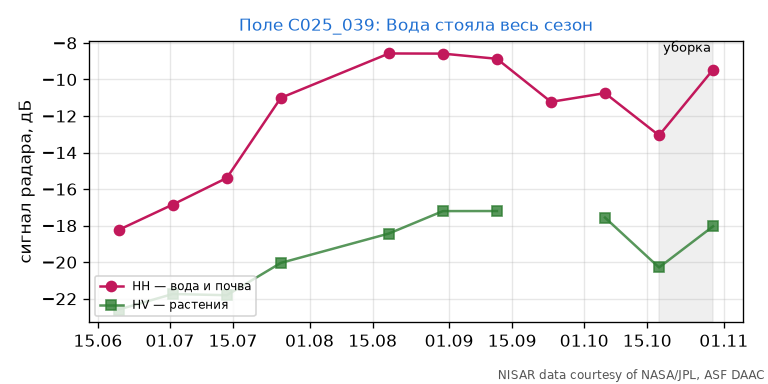 Поле C025_039: Вода стояла весь сезон
сигнал радара, дБ
−8
−10
−12
−14
−16
−18
−20
−22
уборка
HH — вода и почва
HV — растения
15.06 01.07 15.07 01.08 15.08 01.09 15.09 01.10 15.10 01.11
NISAR data courtesy of NASA/JPL, ASF DAAC